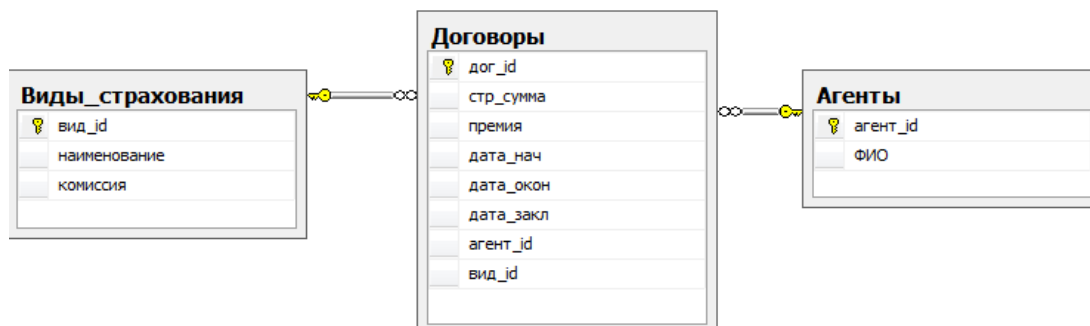 Виды_страхования
вид_id
наименование
комиссия
Договоры
дог_id
стр_сумма
премия
дата_нач
дата_окон
дата_закл
агент_id
вид_id
Агенты
агент_id
ФИО